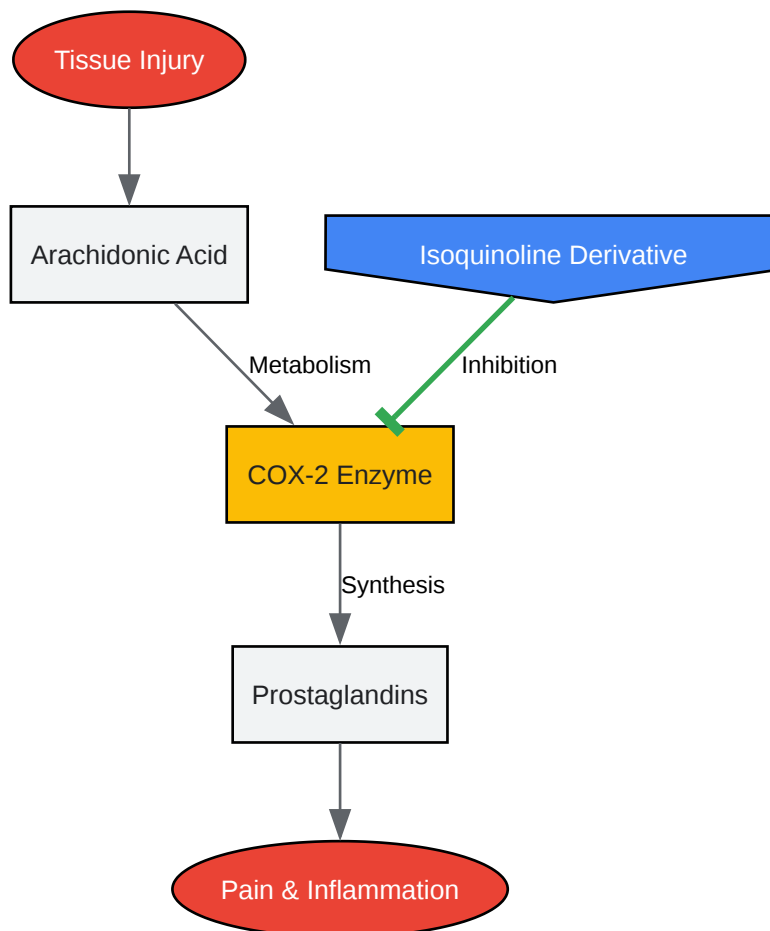 Tissue Injury
Arachidonic Acid
Isoquinoline Derivative
Metabolism
Inhibition
COX-2 Enzyme
Synthesis
Prostaglandins
Pain & Inflammation